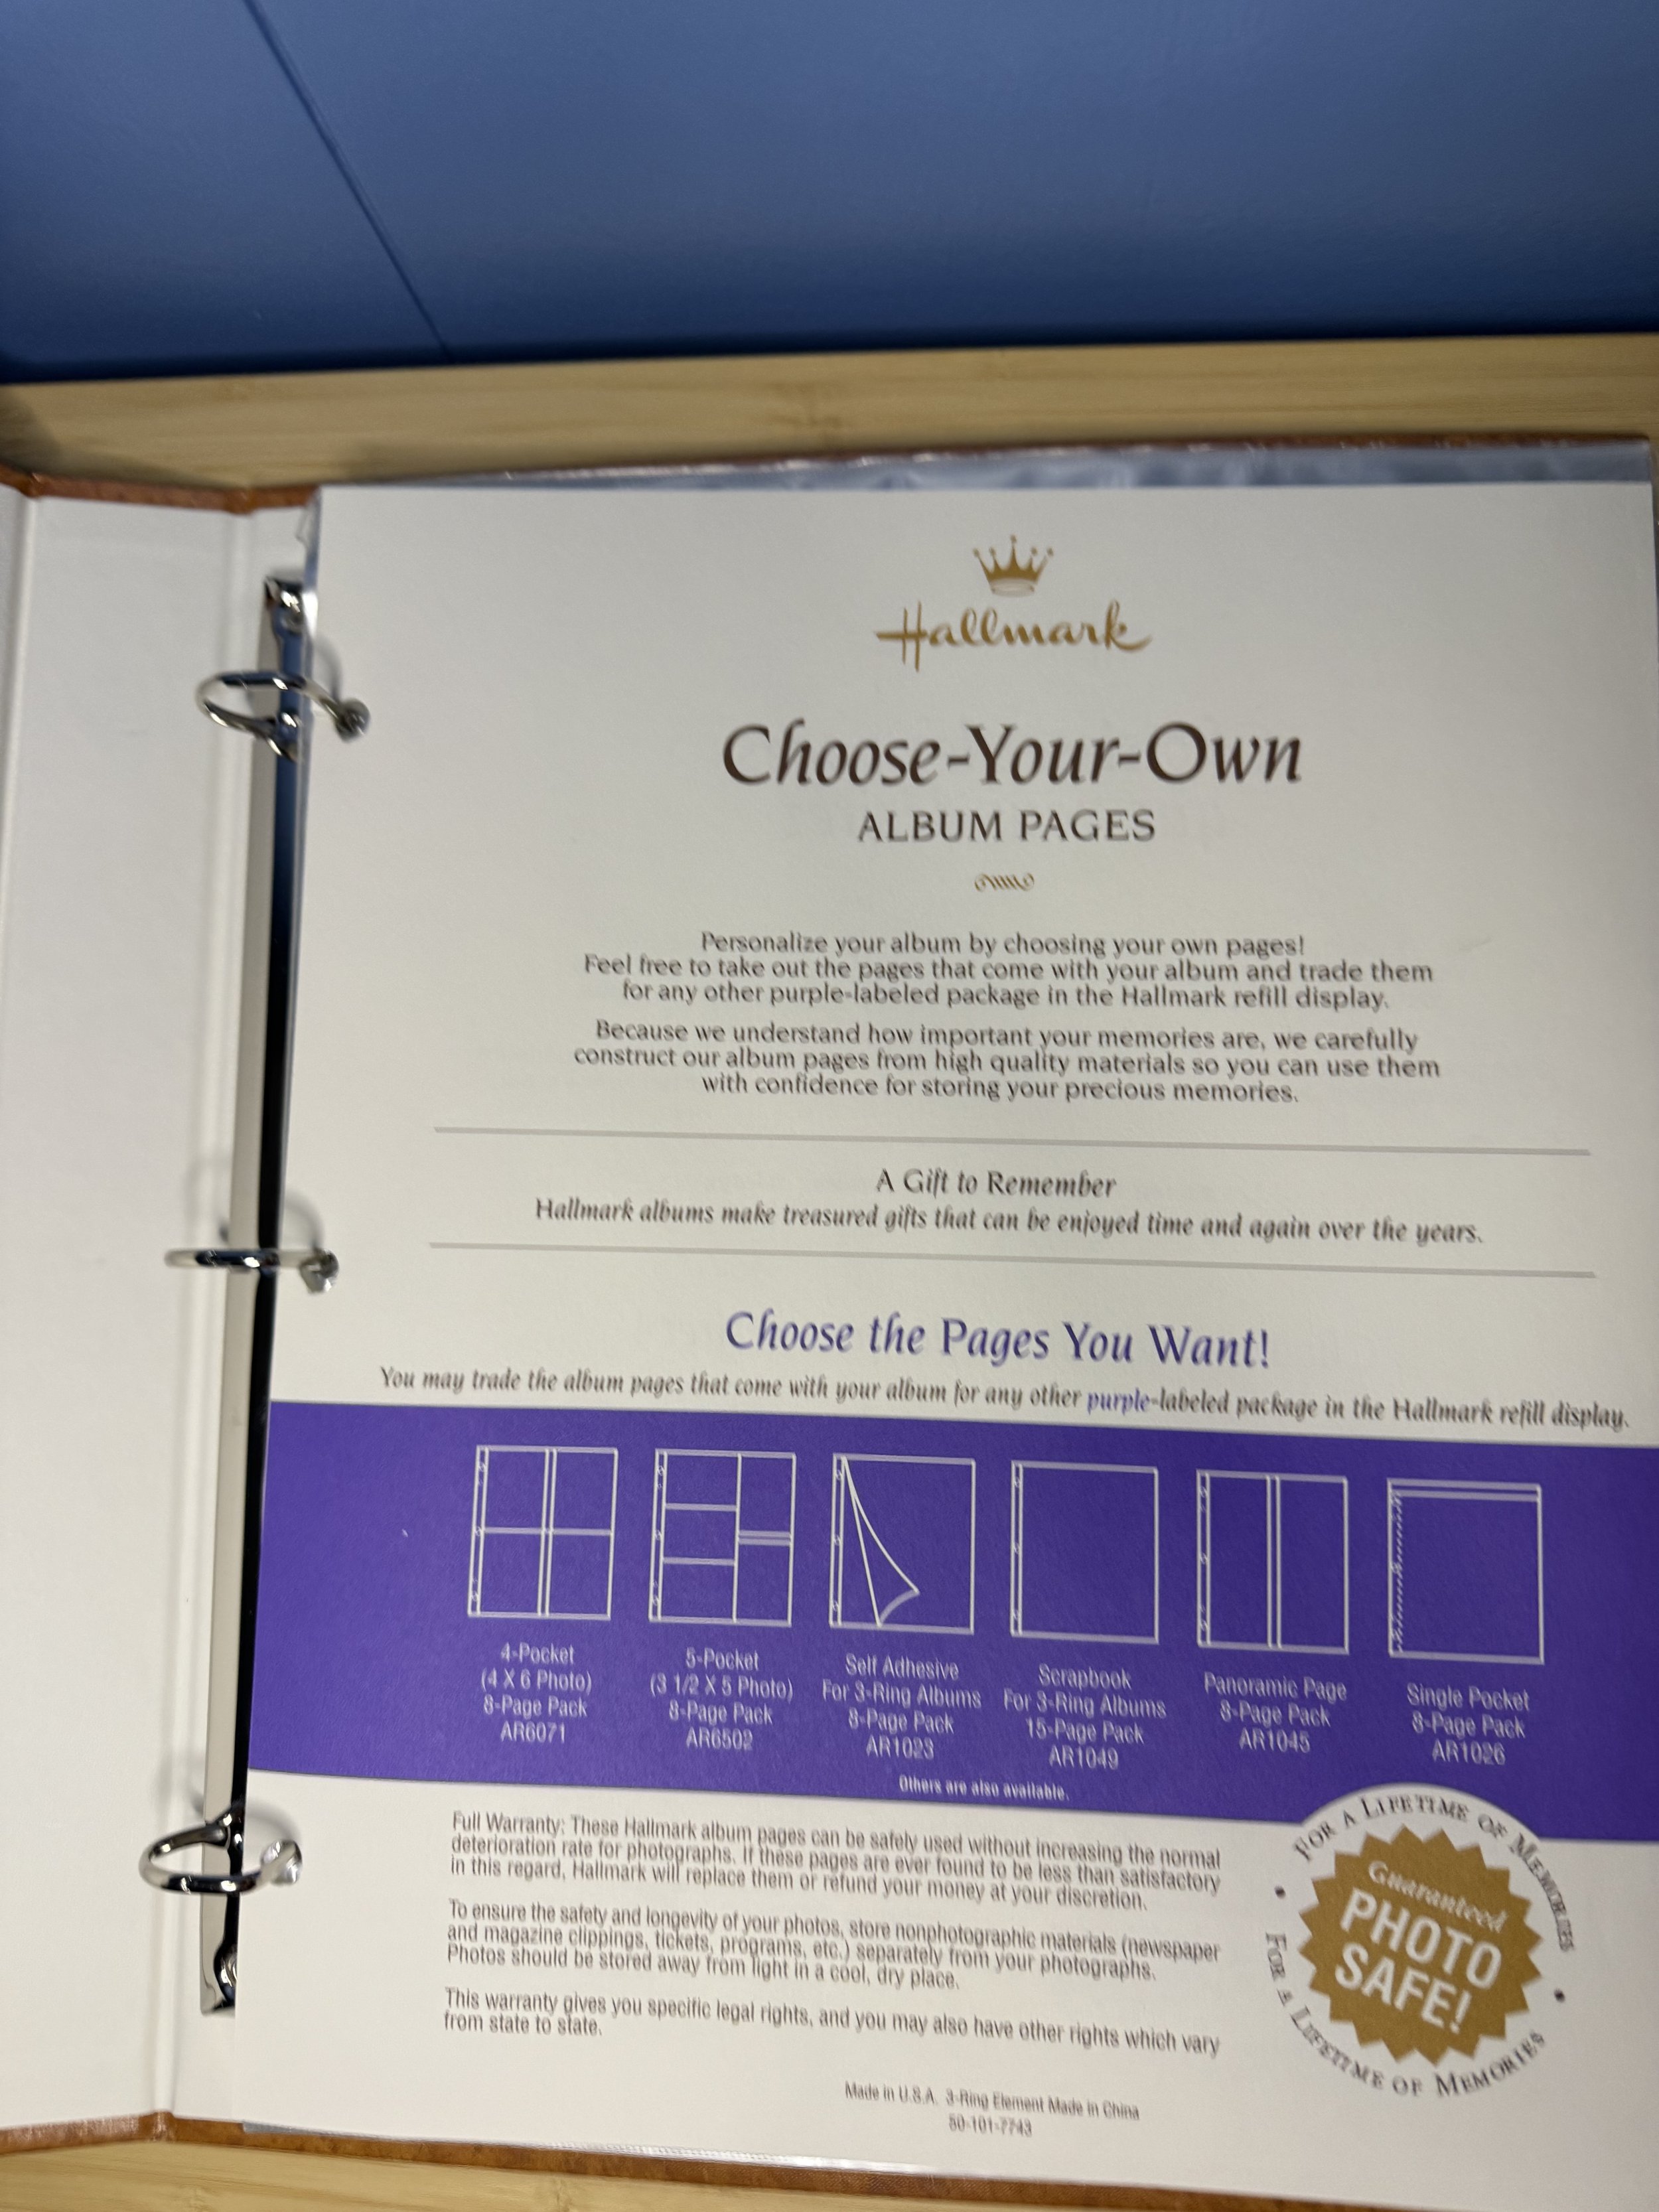 Hallmark
Choose-Your-Own
ALBUM PAGES
Personalize your album by choosing your own pages!
Feel free to take out the pages that come with your album and trade them
for any other purple-labeled package in the Hallmark refill display.
Because we understand how important your memories are, we carefully
construct our album pages from high quality materials so you can use them
with confidence for storing your precious memories.
A Gift to Remember
Hallmark albums make treasured gifts that can be enjoyed time and again over the years.
Choose the Pages You Want!
You may trade the album pages that come with your album for any other purple-labeled package in the Hallmark refill display.
4-Pocket
(4 X 6 Photo)
8-Page Pack
AR6071
5-Pocket
(3 1/2 X 5 Photo)
8-Page Pack
AR6502
Self Adhesive
For 3-Ring Albums
8-Page Pack
AR1023
Scrapbook
For 3-Ring Albums
15-Page Pack
AR1049
Panoramic Page
8-Page Pack
AR1045
Single Pocket
8-Page Pack
AR1026
Others are also available.
Full Warranty: These Hallmark album pages can be safely used without increasing the normal
deterioration rate for photographs. If these pages are ever found to be less than satisfactory
in this regard, Hallmark will replace them or refund your money at your discretion.
To ensure the safety and longevity of your photos, store nonphotographic materials (newspaper
and magazine clippings, tickets, programs, etc.) separately from your photographs.
Photos should be stored away from light in a cool, dry place.
This warranty gives you specific legal rights, and you may also have other rights which vary
from state to state.
FOR A LIFETIME OF MEMORIES
Guaranteed
PHOTO
SAFE!
FOR A LIFETIME OF MEMORIES
Made in U.S.A. 3-Ring Element Made in China
50-101-7743